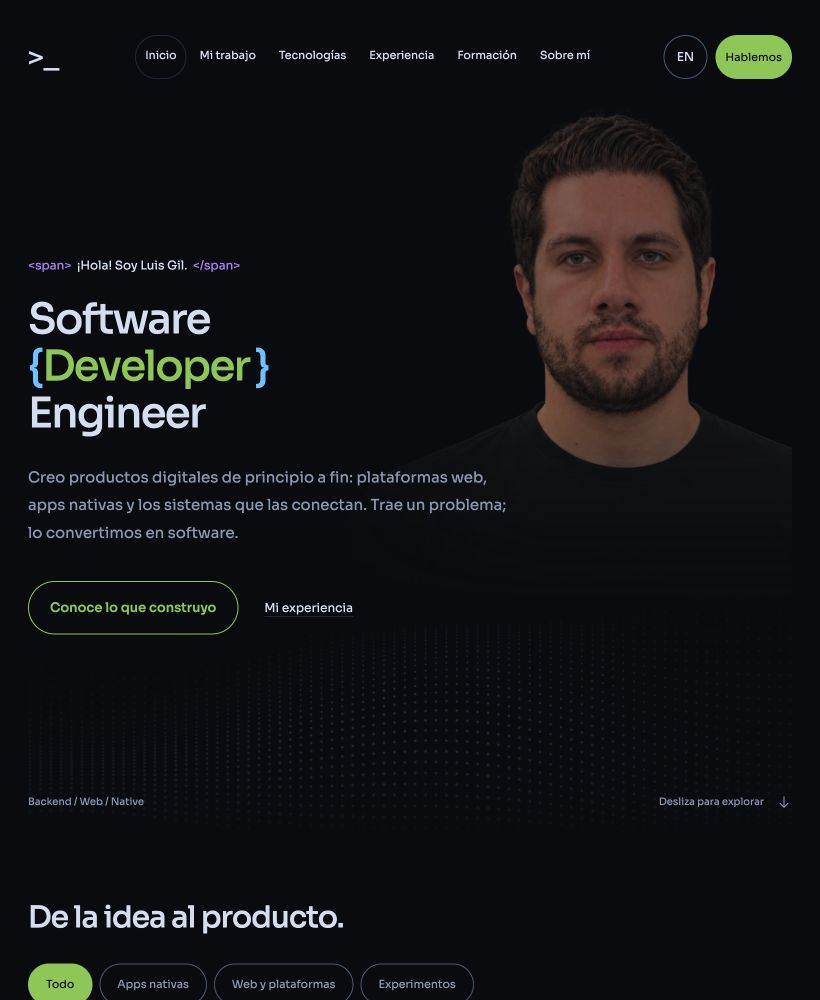 >_
Inicio Mi trabajo Tecnologías Experiencia Formación Sobre mí EN Hablemos
<span> ¡Hola! Soy Luis Gil. </span>
Software
{Developer}
Engineer
Creo productos digitales de principio a fin: plataformas web,
apps nativas y los sistemas que las conectan. Trae un problema;
lo convertimos en software.
Conoce lo que construyo Mi experiencia
Backend / Web / Native Desliza para explorar ↓
De la idea al producto.
Todo Apps nativas Web y plataformas Experimentos